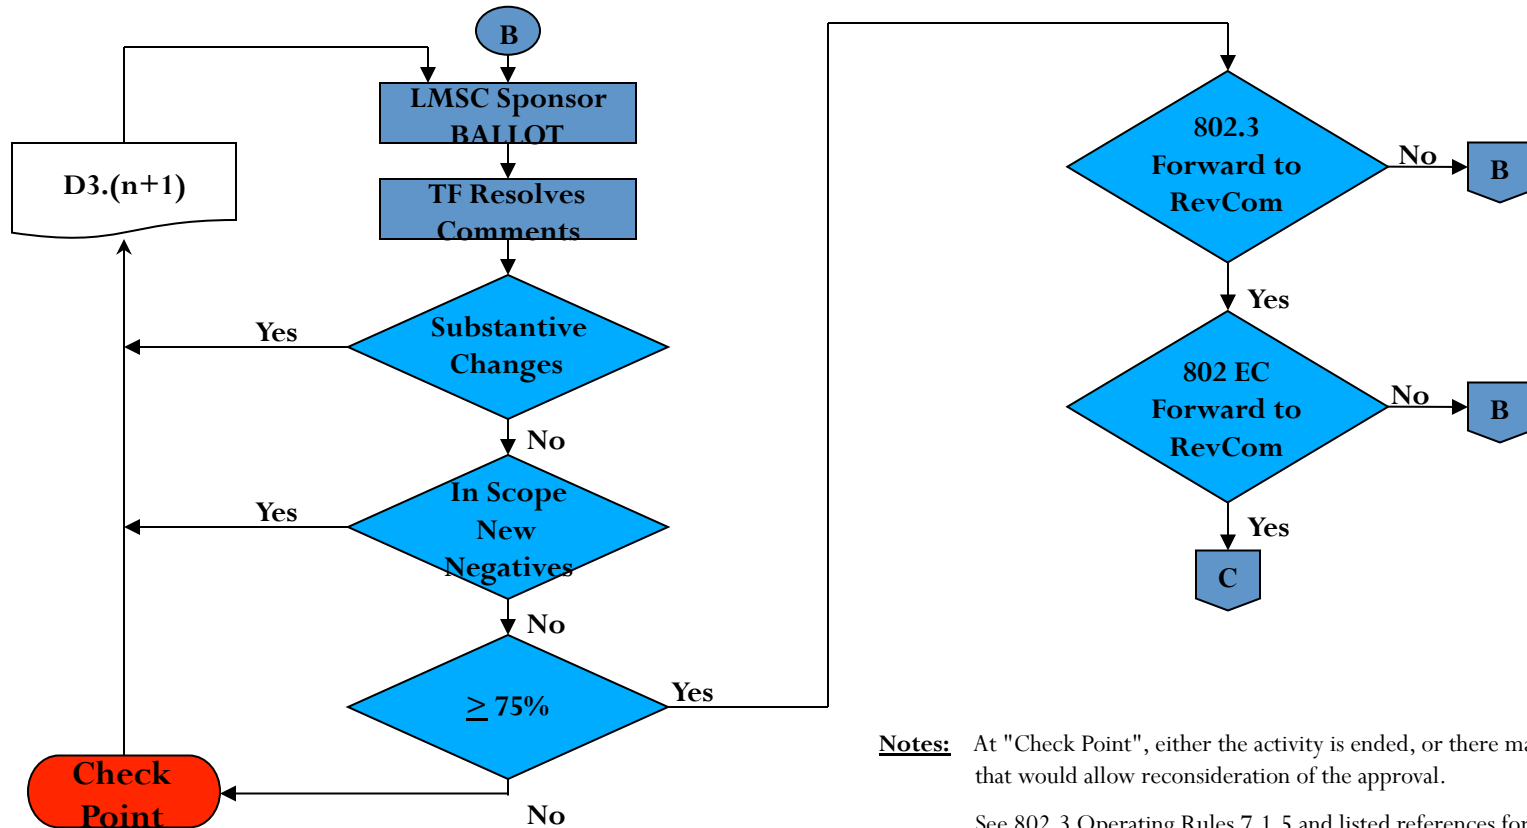 B
LMSC Sponsor
BALLOT
D3.(n+1)
TF Resolves
Comments
Substantive
Changes
Yes
No
In Scope
New
Negatives
Yes
No
≥ 75%
Yes
No
Check
Point
802.3
Forward to
RevCom
No
B
Yes
802 EC
Forward to
RevCom
No
B
Yes
C
Notes: At "Check Point", either the activity is ended, or there
that would allow reconsideration of the approval.
See 802.3 Operating Rules 7.1.5 and listed references for